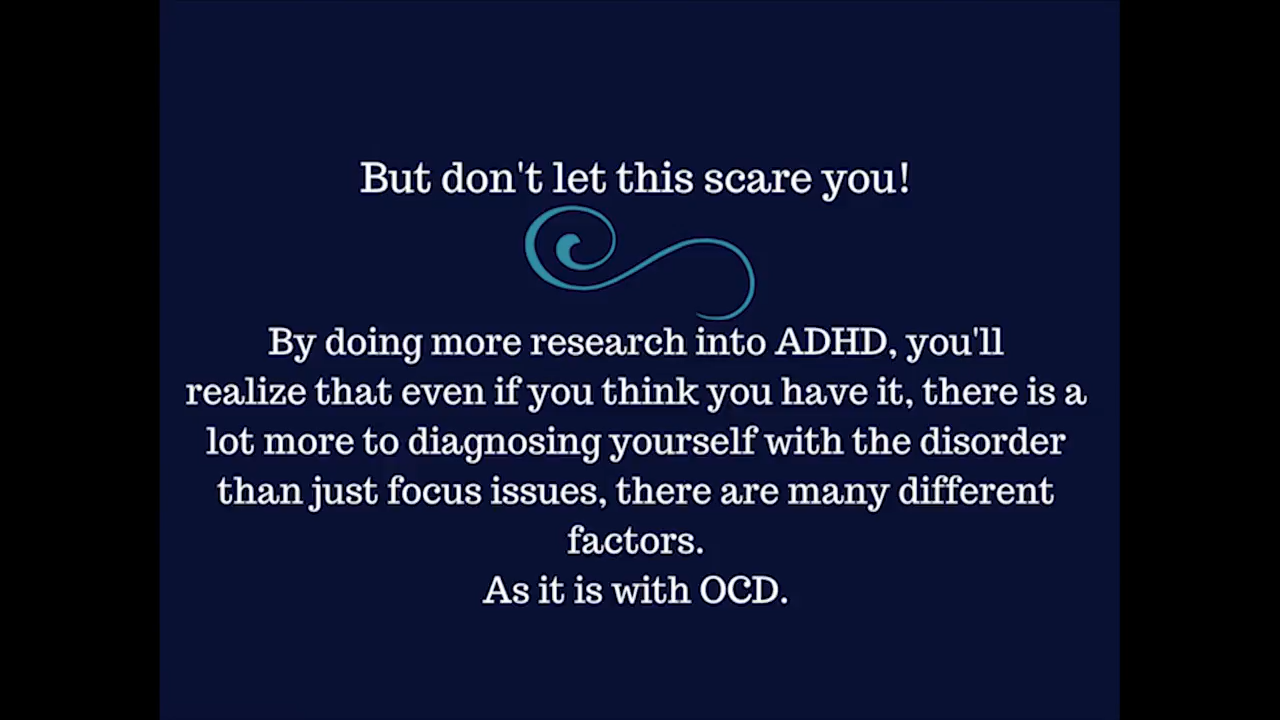 But don't let this scare you!
By doing more research into ADHD, you'll
realize that even if you think you have it, there is a
lot more to diagnosing yourself with the disorder
than just focus issues, there are many different
factors.
As it is with OCD.